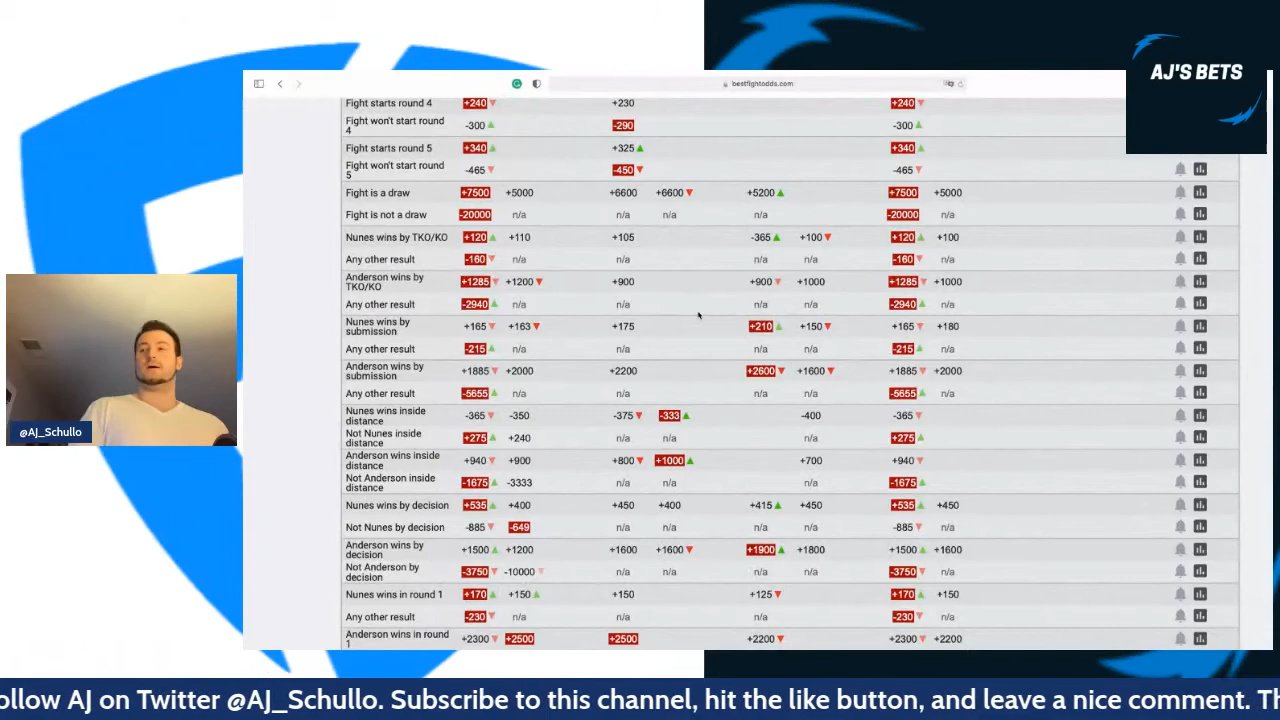 AJ'S BETS
bestfightodds.com
Fight starts round 4 +240 +230 +240
Fight won't start round 4 -300 -290 -300
Fight starts round 5 +340 +325 +340
Fight won't start round 5 -465 -450 -465
Fight is a draw +7500 +5000 +6600 +6600 +5200 +7500 +5000
Fight is not a draw -20000 n/a n/a n/a n/a -20000 n/a
Nunes wins by TKO/KO +120 +110 +105 -365 +100 +120 +100
Any other result -160 n/a n/a n/a n/a -160 n/a
Anderson wins by TKO/KO +1285 +1200 +900 +900 +1000 +1285 +1000
Any other result -2940 n/a n/a n/a n/a -2940 n/a
Nunes wins by submission +165 +163 +175 +210 +150 +165 +180
Any other result -215 n/a n/a n/a n/a -215 n/a
Anderson wins by submission +1885 +2000 +2200 +2600 +1600 +1885 +2000
Any other result -5655 n/a n/a n/a n/a -5655 n/a
Nunes wins inside distance -365 -350 -375 -333 -400 -365
Not Nunes inside distance +275 +240 n/a n/a n/a +275
Anderson wins inside distance +940 +900 +800 +1000 +700 +940
Not Anderson inside distance -1675 -3333 n/a n/a n/a -1675
Nunes wins by decision +535 +400 +450 +400 +415 +450 +535 +450
Not Nunes by decision -885 -649 n/a n/a n/a n/a -885 n/a
Anderson wins by decision +1500 +1200 +1600 +1600 +1900 +1800 +1500 +1600
Not Anderson by decision -3750 -10000 n/a n/a n/a n/a -3750 n/a
Nunes wins in round 1 +170 +150 +150 +125 +170 +150
Any other result -230 n/a n/a n/a -230 n/a
Anderson wins in round 1 +2300 +2500 +2500 +2200 +2300 +2200
@AJ_Schullo
ollow AJ on Twitter @AJ_Schullo. Subscribe to this channel, hit the like button, and leave a nice comment. Th